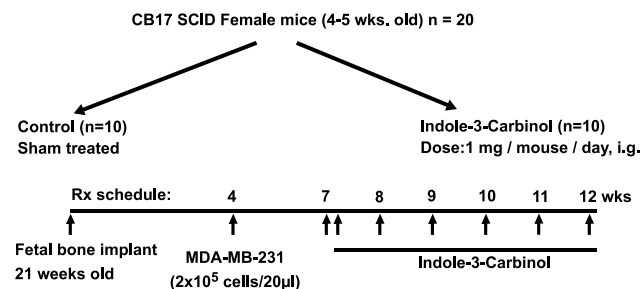 CB17 SCID Female mice (4-5 wks. old) n = 20
Control (n=10)
Sham treated
Indole-3-Carbinol (n=10)
Dose:1 mg / mouse / day, i.g.
Rx schedule: 4 7 8 9 10 11 12 wks
Fetal bone implant
21 weeks old
MDA-MB-231
(2x10⁵ cells/20μl)
Indole-3-Carbinol